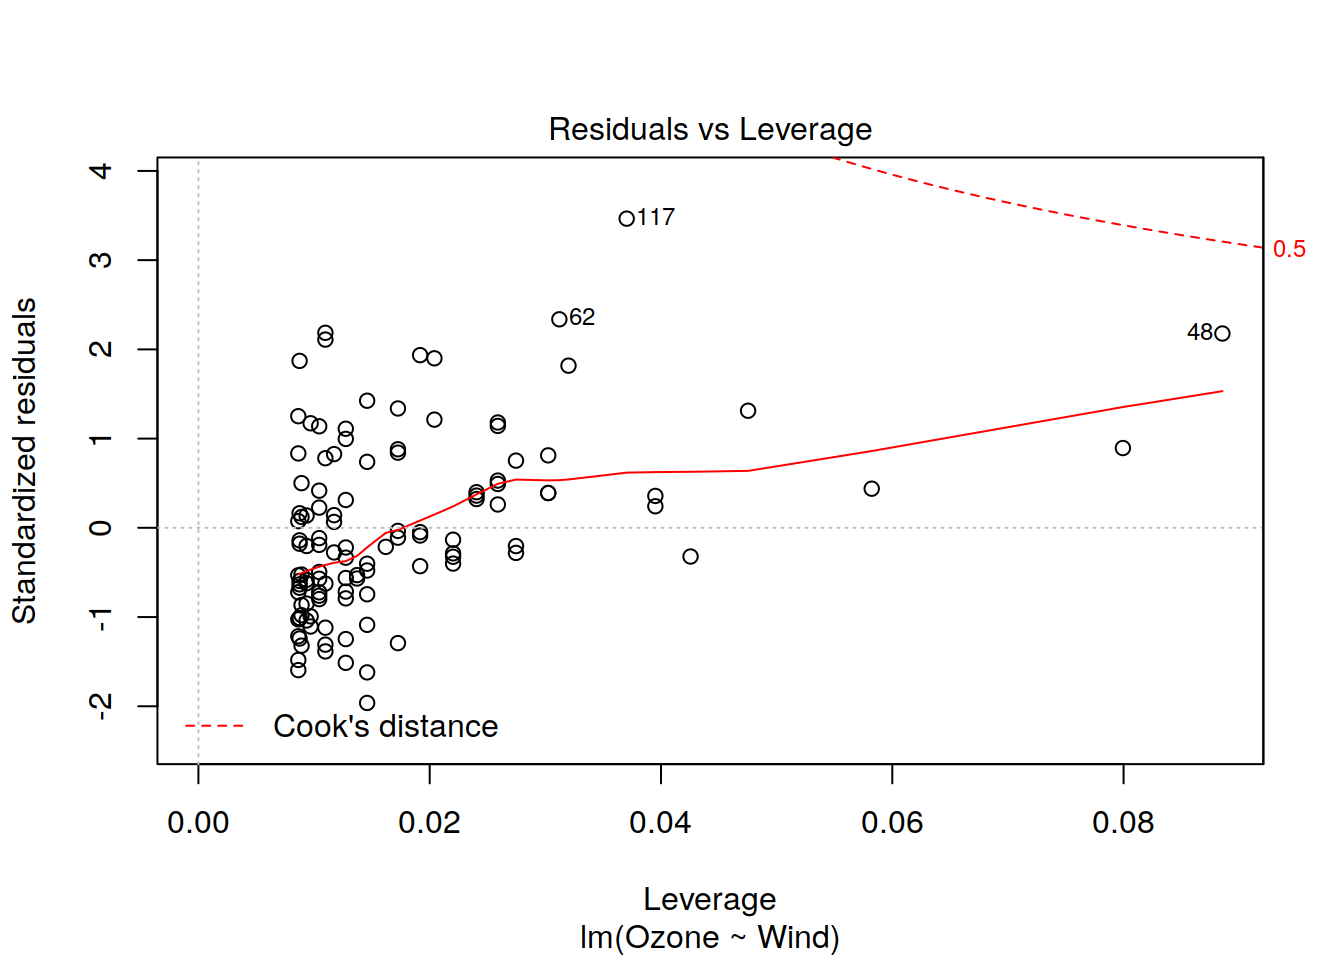 Residuals vs Leverage
Standardized residuals
4
3
2
1
0
-1
-2
117
62
48
0.5
Cook's distance
0.00 0.02 0.04 0.06 0.08
Leverage
lm(Ozone ~ Wind)